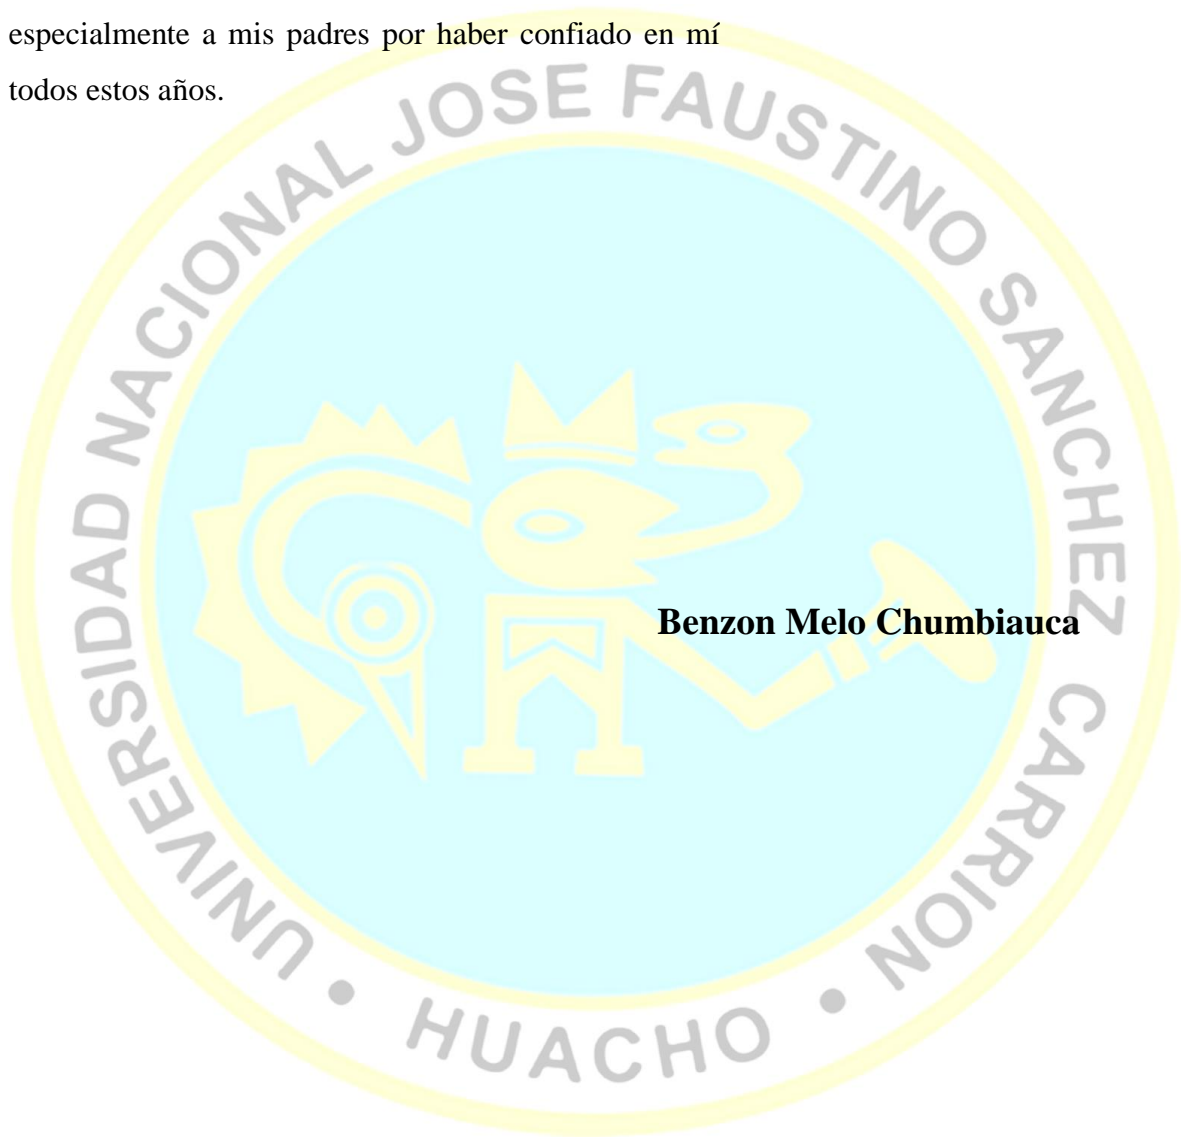 especialmente a mis padres por haber confiado en mí
todos estos años.
UNIVERSIDAD NACIONAL JOSE FAUSTINO SANCHEZ CARRION • HUACHO •
Benzon Melo Chumbiauca